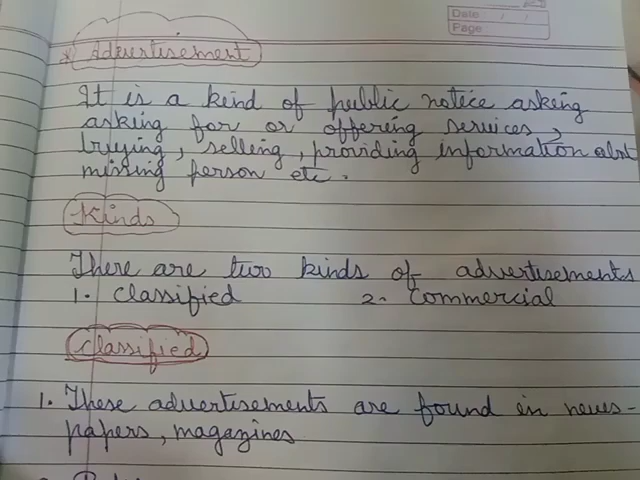 Date / /
Page
* Advertisement
It is a kind of public notice asking
asking for or offering services,
buying, selling, providing information abt
missing person etc.
Kinds
There are two kinds of advertisements
1. Classified 2. Commercial
Classified
1. These advertisements are found in news-
papers, magazines